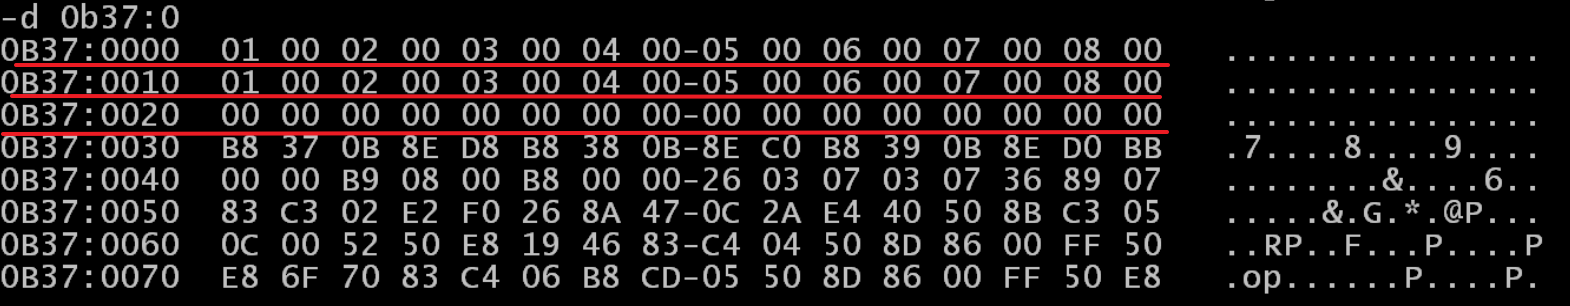 -d 0b37:0
0B37:0000  01 00 02 00 03 00 04 00-05 00 06 00 07 00 08 00   ................
0B37:0010  01 00 02 00 03 00 04 00-05 00 06 00 07 00 08 00   ................
0B37:0020  00 00 00 00 00 00 00 00-00 00 00 00 00 00 00 00   ................
0B37:0030  B8 37 0B 8E D8 B8 38 0B-8E C0 B8 39 0B 8E D0 BB   .7....8....9....
0B37:0040  00 00 B9 08 00 B8 00 00-26 03 07 03 07 36 89 07   ........&....6..
0B37:0050  83 C3 02 E2 F0 26 8A 47-0C 2A E4 40 50 8B C3 05   .....&.G.*.@P...
0B37:0060  0C 00 52 50 E8 19 46 83-C4 04 50 8D 86 00 FF 50   ..RP..F...P....P
0B37:0070  E8 6F 70 83 C4 06 B8 CD-05 50 8D 86 00 FF 50 E8   .op......P....P.